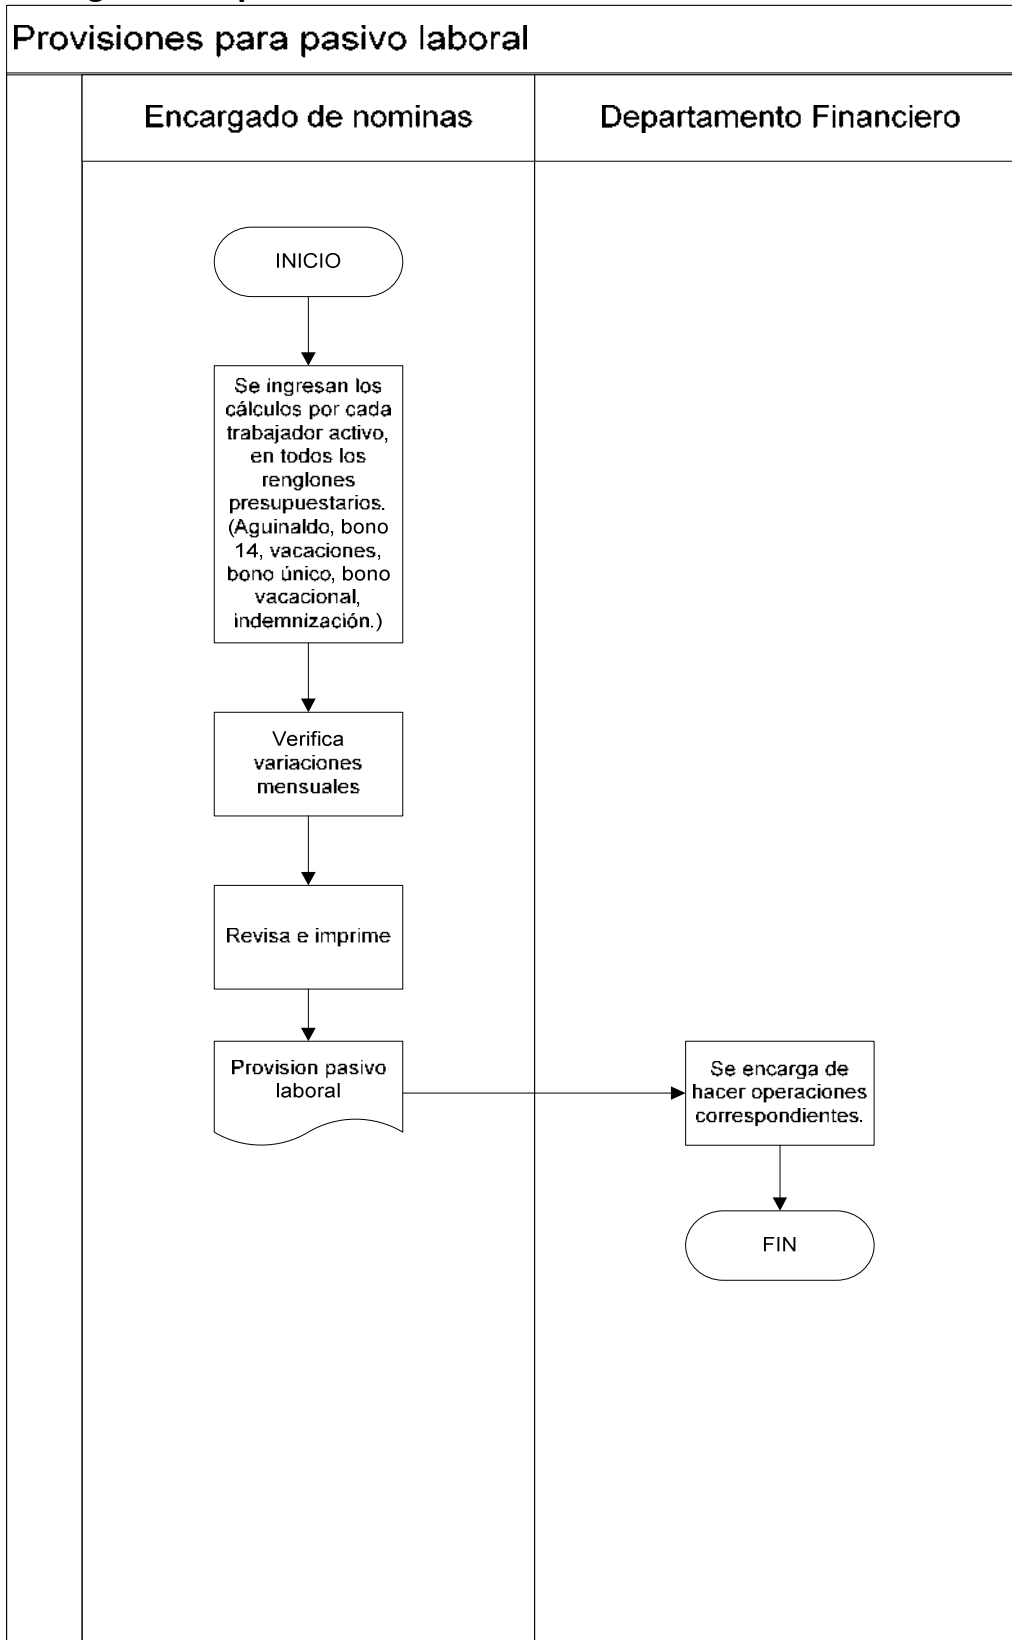 Provisiones para pasivo laboral
Encargado de nominas
Departamento Financiero
INICIO
Se ingresan los
cálculos por cada
trabajador activo,
en todos los
renglones
presupuestarios.
(Aguinaldo, bono
14, vacaciones,
bono único, bono
vacacional,
indemnización.)
Verifica
variaciones
mensuales
Revisa e imprime
Provision pasivo
laboral
Se encarga de
hacer operaciones
correspondientes.
FIN